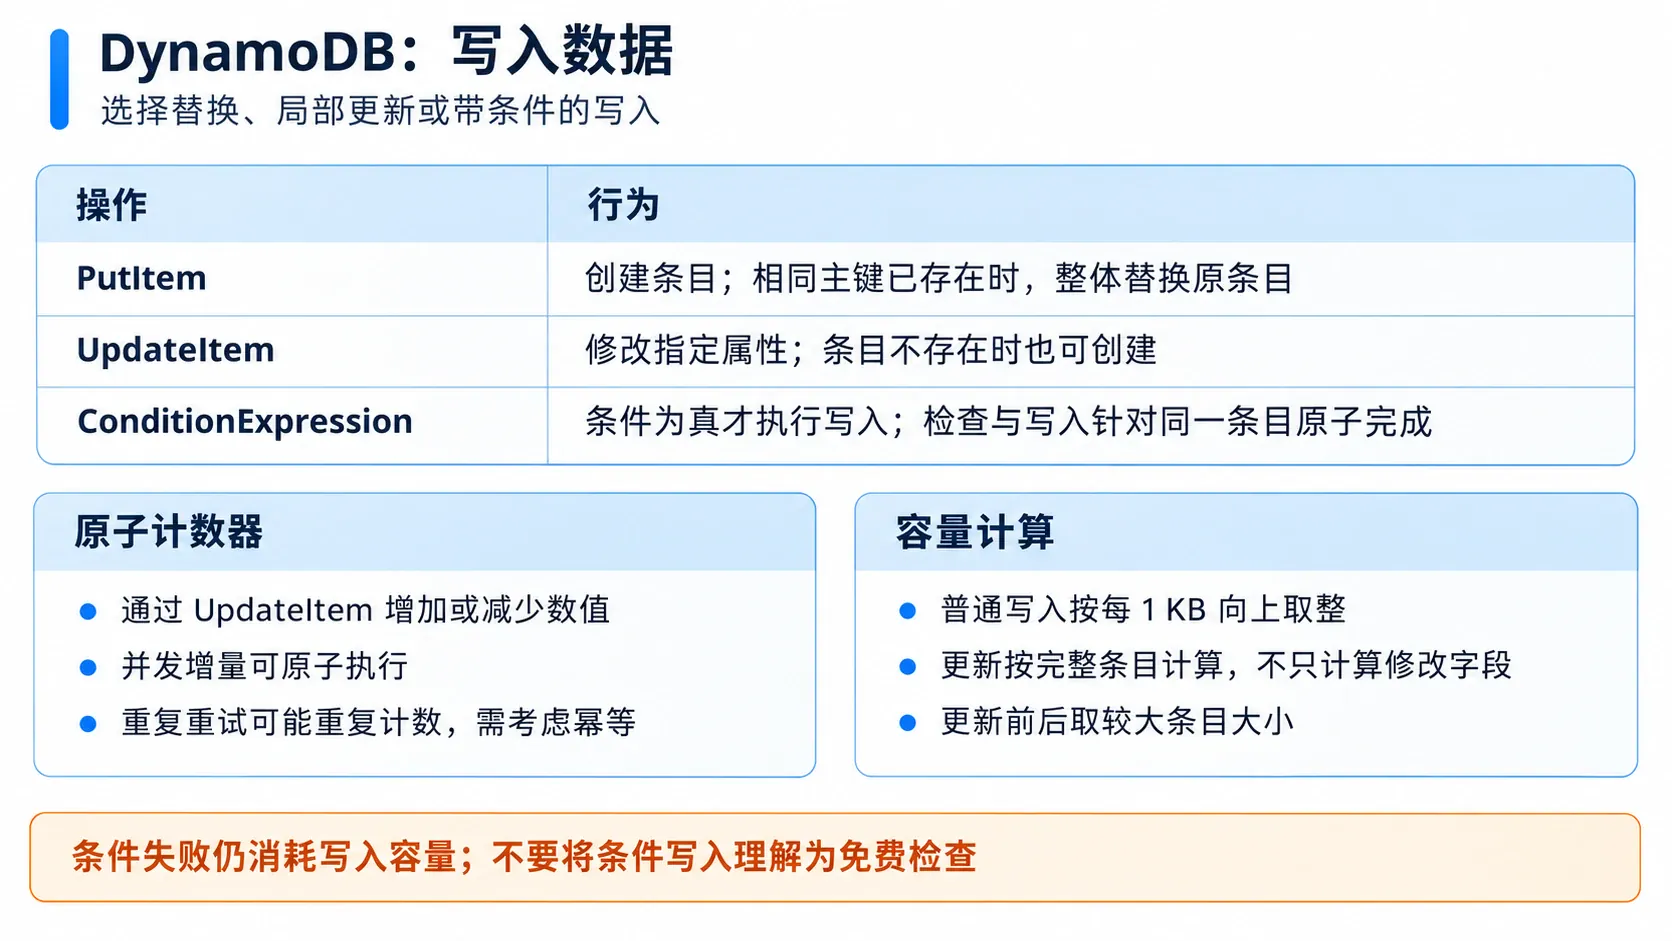 DynamoDB：写入数据
选择替换、局部更新或带条件的写入
操作
行为
PutItem
创建条目；相同主键已存在时，整体替换原条目
UpdateItem
修改指定属性；条目不存在时也可创建
ConditionExpression
条件为真才执行写入；检查与写入针对同一条目原子完成
原子计数器
通过 UpdateItem 增加或减少数值
并发增量可原子执行
重复重试可能重复计数，需考虑幂等
容量计算
普通写入按每 1 KB 向上取整
更新按完整条目计算，不只计算修改字段
更新前后取较大条目大小
条件失败仍消耗写入容量；不要将条件写入理解为免费检查